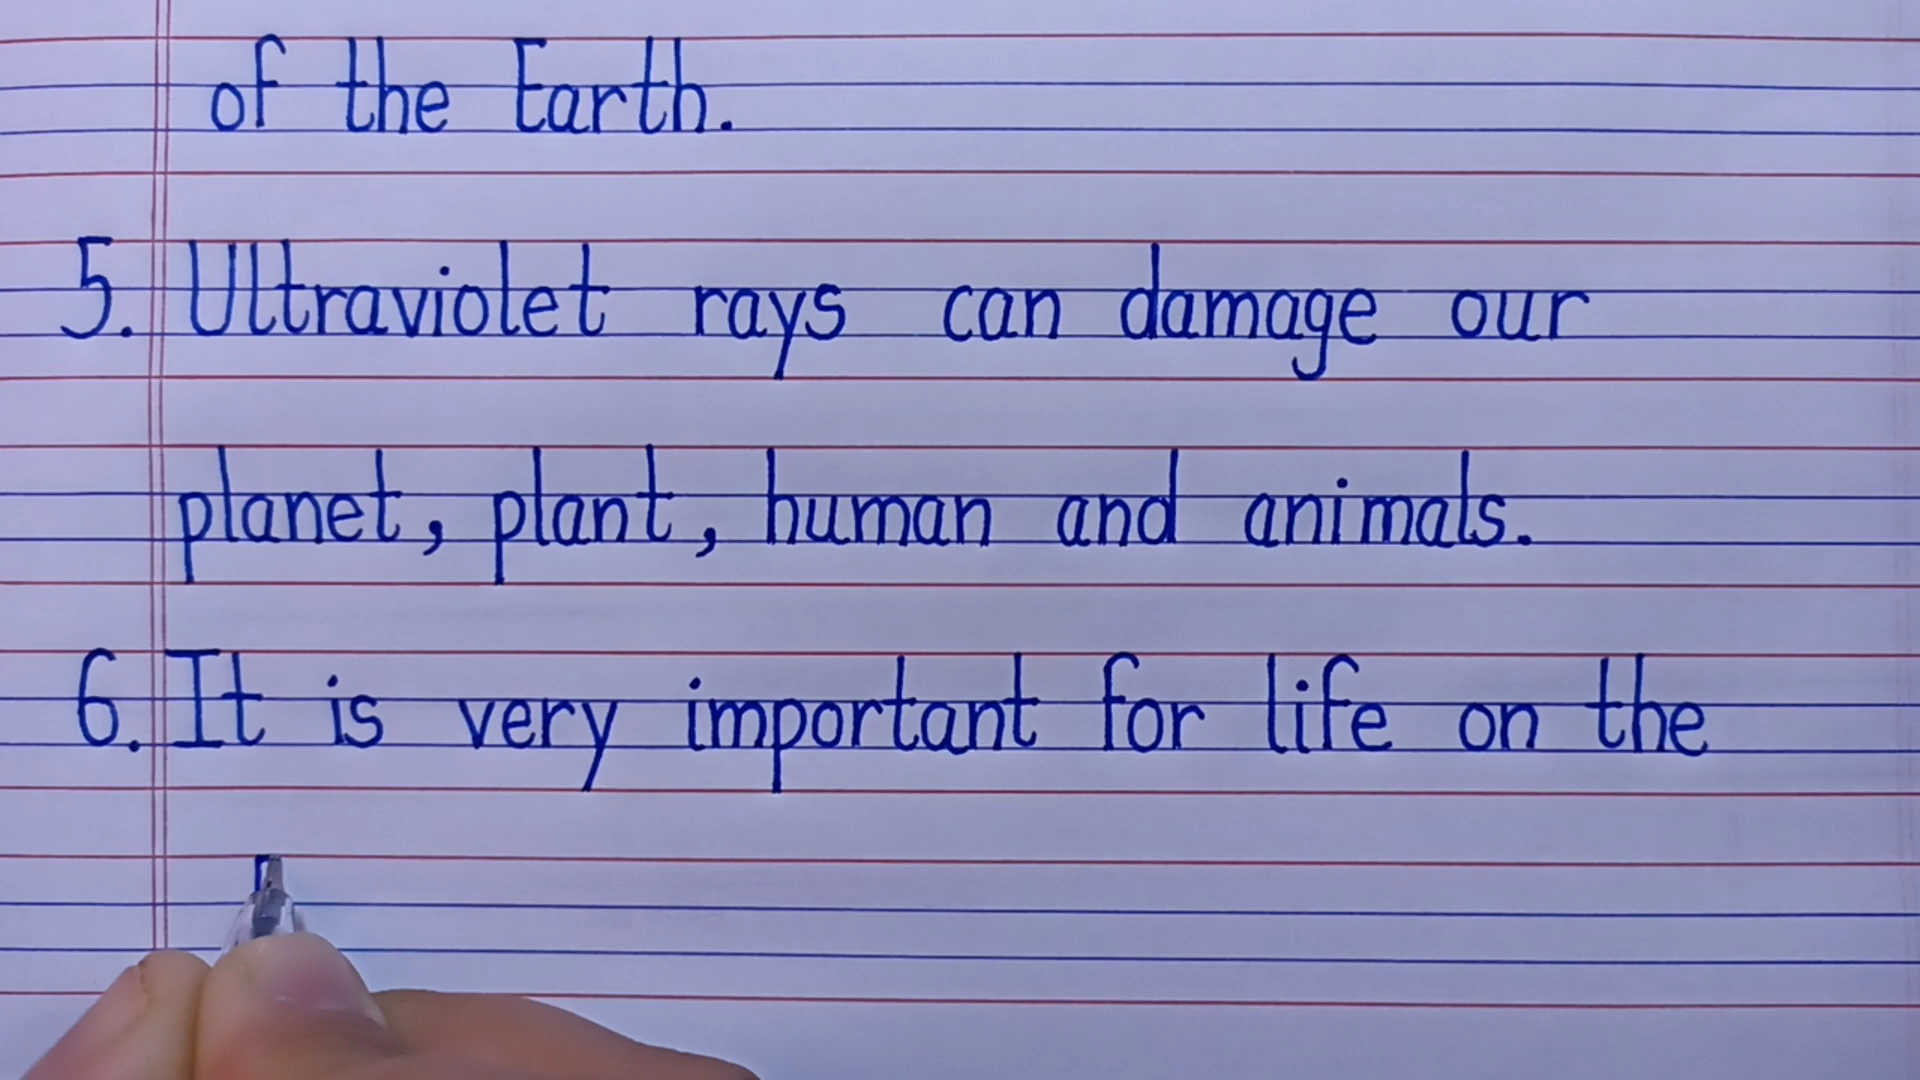 of the Earth.
5. Ultraviolet rays can damage our
planet, plant, human and animals.
6. It is very important for life on the